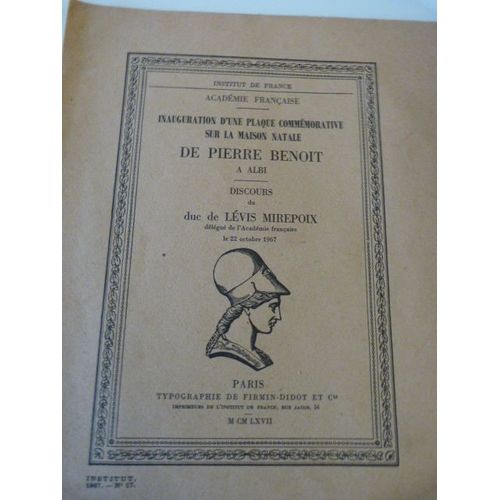 INSTITUT DE FRANCE
ACADÉMIE FRANÇAISE
INAUGURATION D'UNE PLAQUE COMMÉMORATIVE
SUR LA MAISON NATALE
DE PIERRE BENOIT
A ALBI
DISCOURS
du
duc de LÉVIS MIREPOIX
délégué de l'Académie française
le 22 octobre 1967
PARIS
TYPOGRAPHIE DE FIRMIN-DIDOT ET Cie
IMPRIMEURS DE L'INSTITUT DE FRANCE, RUE JACOB, 56
M CM LXVII
INSTITUT.
1967. — N° 17.